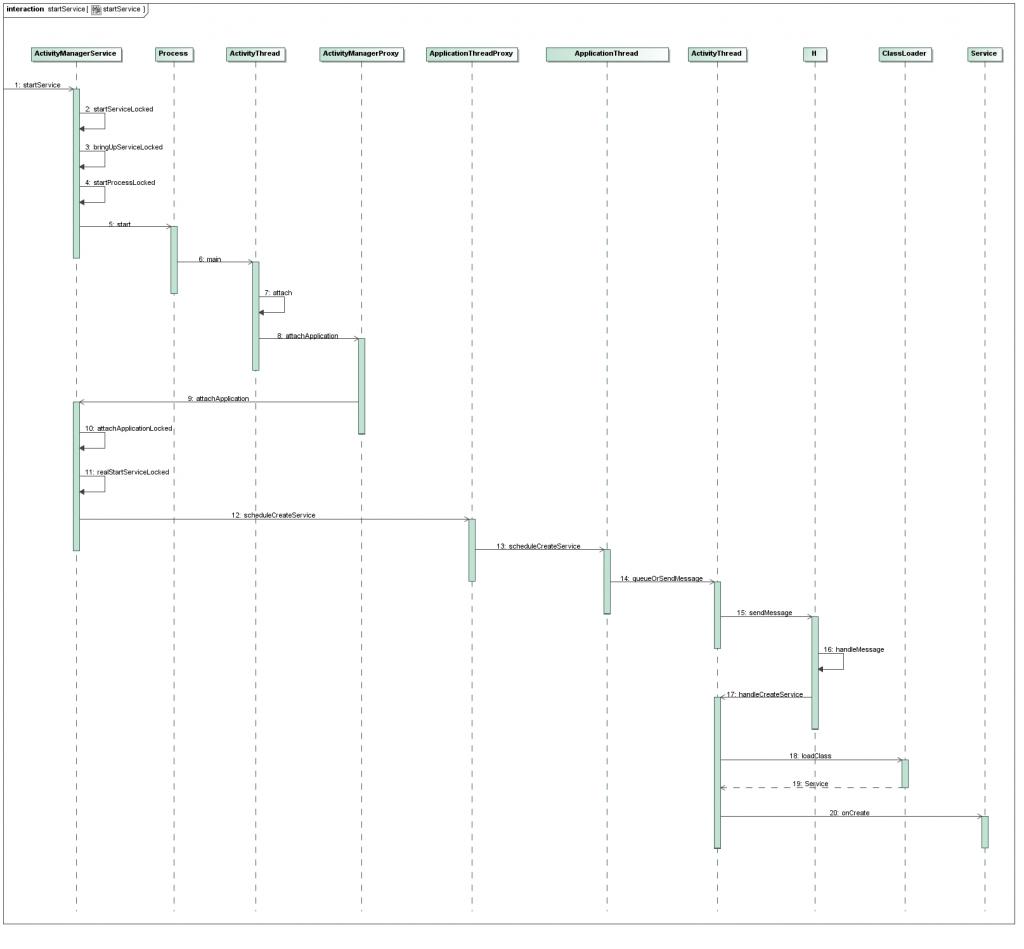 interaction startService[ startService ]
ActivityManagerService Process ActivityThread ActivityManagerProxy ApplicationThreadProxy ApplicationThread ActivityThread H ClassLoader Service
1: startService
2: startServiceLocked
3: bringUpServiceLocked
4: startProcessLocked
5: start
6: main
7: attach
8: attachApplication
9: attachApplication
10: attachApplicationLocked
11: realStartServiceLocked
12: scheduleCreateService
13: scheduleCreateService
14: queueOrSendMessage
15: sendMessage
16: handleMessage
17: handleCreateService
18: loadClass
19: Service
20: onCreate